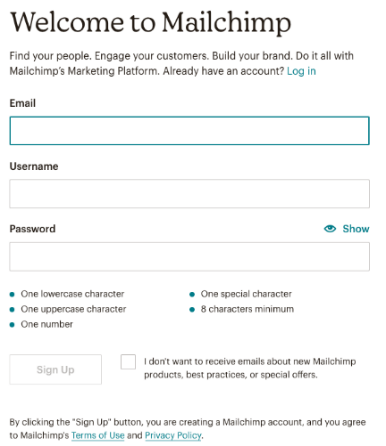 Welcome to Mailchimp
Find your people. Engage your customers. Build your brand. Do it all with
Mailchimp's Marketing Platform. Already have an account? Log in
Email
Username
Password
Show
One lowercase character
One special character
One uppercase character
8 characters minimum
One number
Sign Up
I don't want to receive emails about new Mailchimp
products, best practices, or special offers.
By clicking the "Sign Up" button, you are creating a Mailchimp account, and you agree
to Mailchimp's Terms of Use and Privacy Policy.